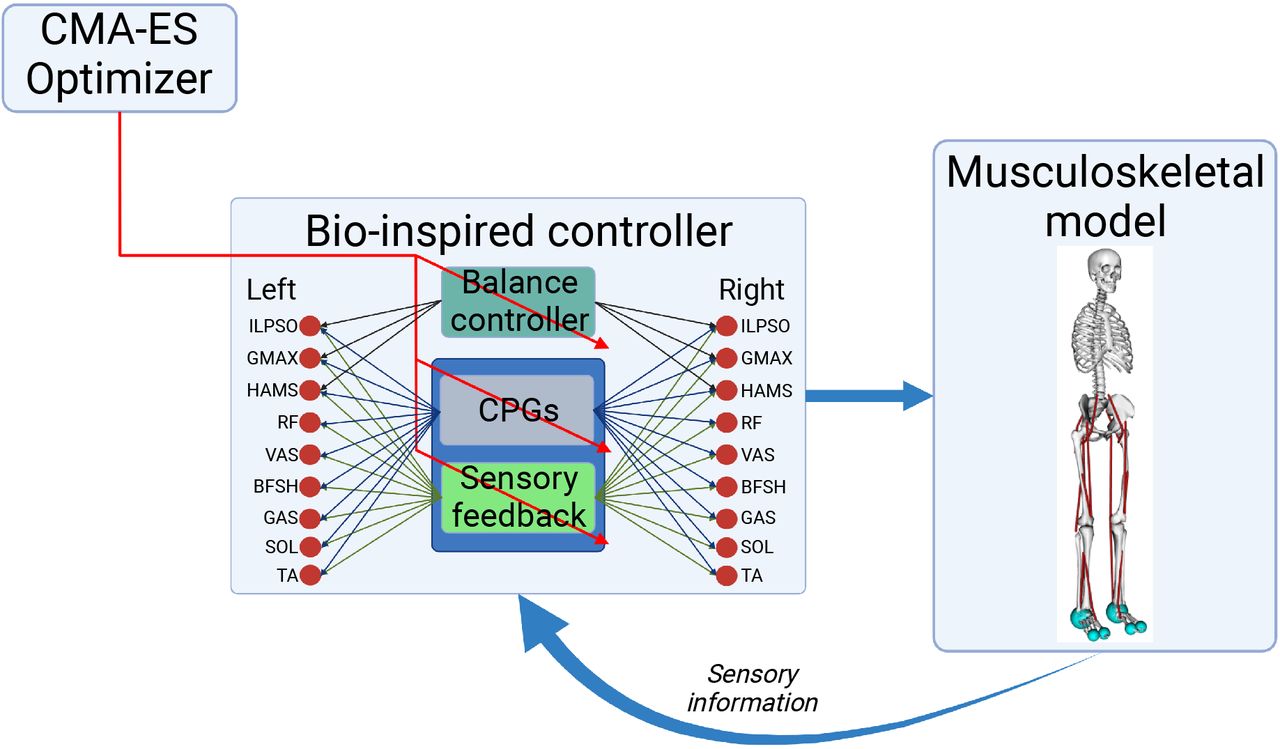 CMA-ES
Optimizer
Bio-inspired controller
Left
ILPSO
GMAX
HAMS
RF
VAS
BFSH
GAS
SOL
TA
Balance
controller
CPGs
Sensory
feedback
Right
ILPSO
GMAX
HAMS
RF
VAS
BFSH
GAS
SOL
TA
Musculoskeletal
model
Sensory
information